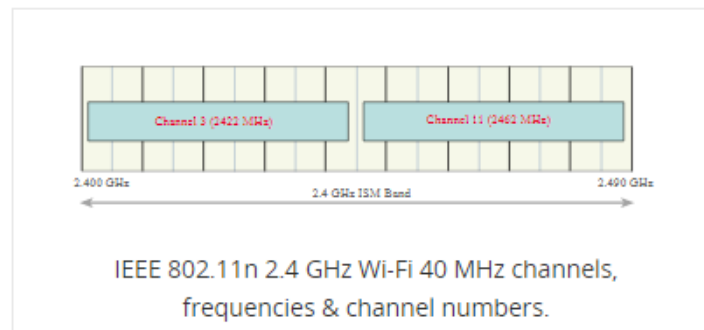 Channel 3 (2422 MHz)
Channel 11 (2462 MHz)
2.400 GHz
2.4 GHz ISM Band
2.490 GHz
IEEE 802.11n 2.4 GHz Wi-Fi 40 MHz channels,
frequencies & channel numbers.